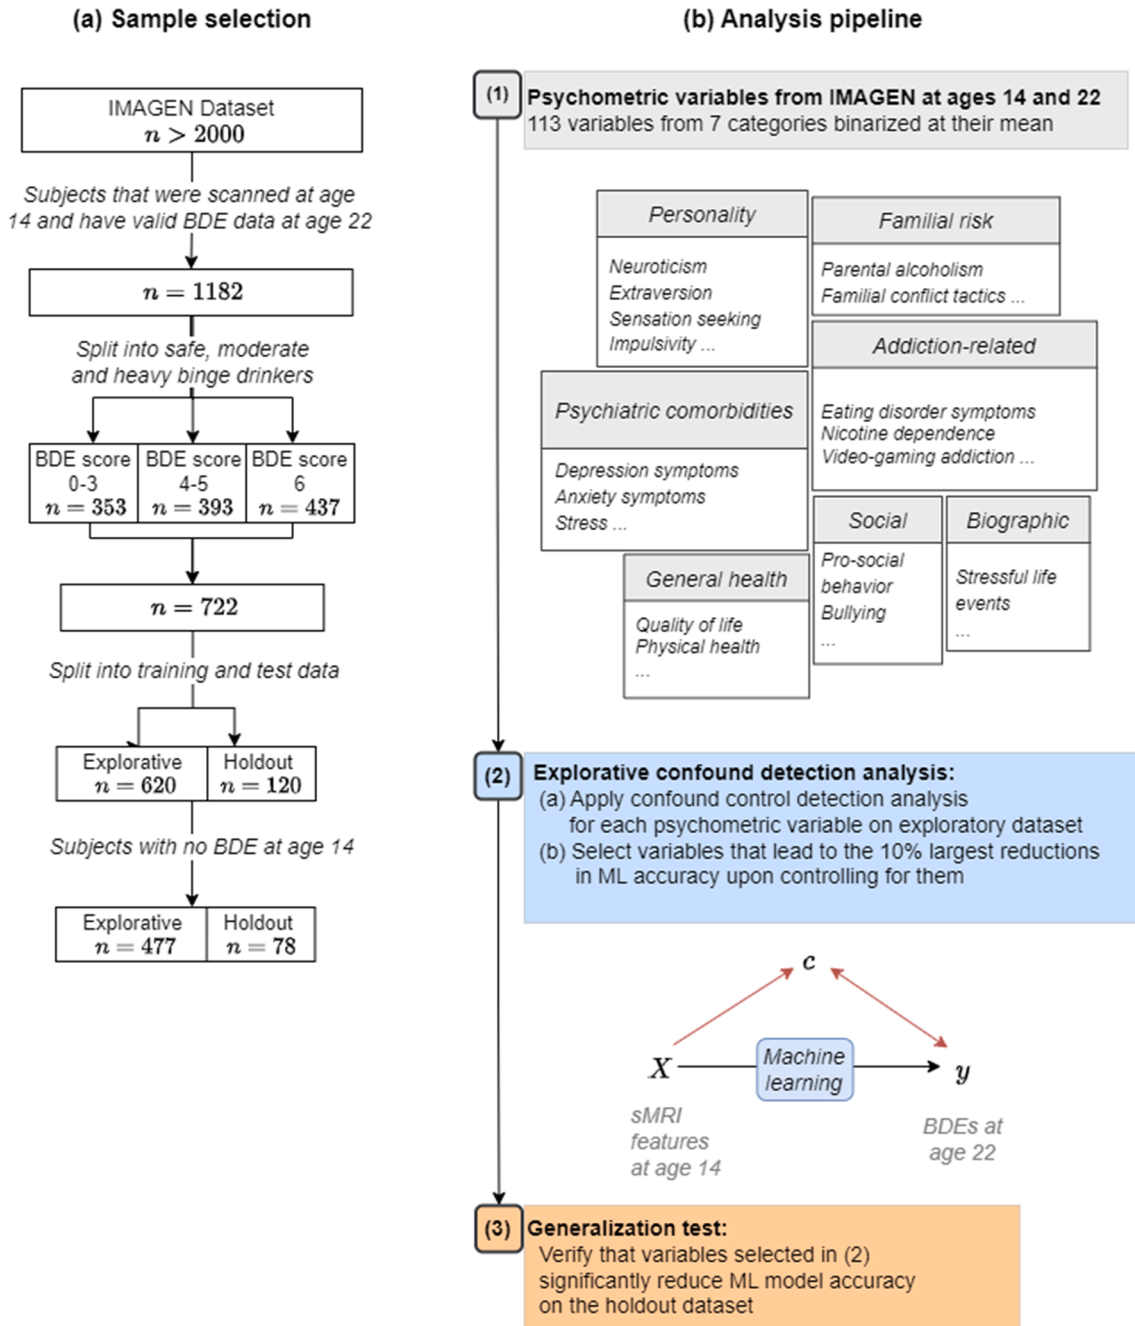 (a) Sample selection
IMAGEN Dataset
n > 2000
Subjects that were scanned at age
14 and have valid BDE data at age 22
n = 1182
Split into safe, moderate
and heavy binge drinkers
BDE score
0-3
n = 353
BDE score
4-5
n = 393
BDE score
6
n = 437
n = 722
Split into training and test data
Explorative
n = 620
Holdout
n = 120
Subjects with no BDE at age 14
Explorative
n = 477
Holdout
n = 78
(b) Analysis pipeline
(1)
Psychometric variables from IMAGEN at ages 14 and 22
113 variables from 7 categories binarized at their mean
Personality
Neuroticism
Extraversion
Sensation seeking
Impulsivity ...
Familial risk
Parental alcoholism
Familial conflict tactics ...
Addiction-related
Eating disorder symptoms
Nicotine dependence
Video-gaming addiction ...
Psychiatric comorbidities
Depression symptoms
Anxiety symptoms
Stress ...
Social
Pro-social
behavior
Bullying
...
Biographic
Stressful life
events
...
General health
Quality of life
Physical health
...
(2)
Explorative confound detection analysis:
(a) Apply confound control detection analysis
for each psychometric variable on exploratory dataset
(b) Select variables that lead to the 10% largest reductions
in ML accuracy upon controlling for them
c
X
Machine
learning
y
sMRI
features
at age 14
BDEs at
age 22
(3)
Generalization test:
Verify that variables selected in (2)
significantly reduce ML model accuracy
on the holdout dataset